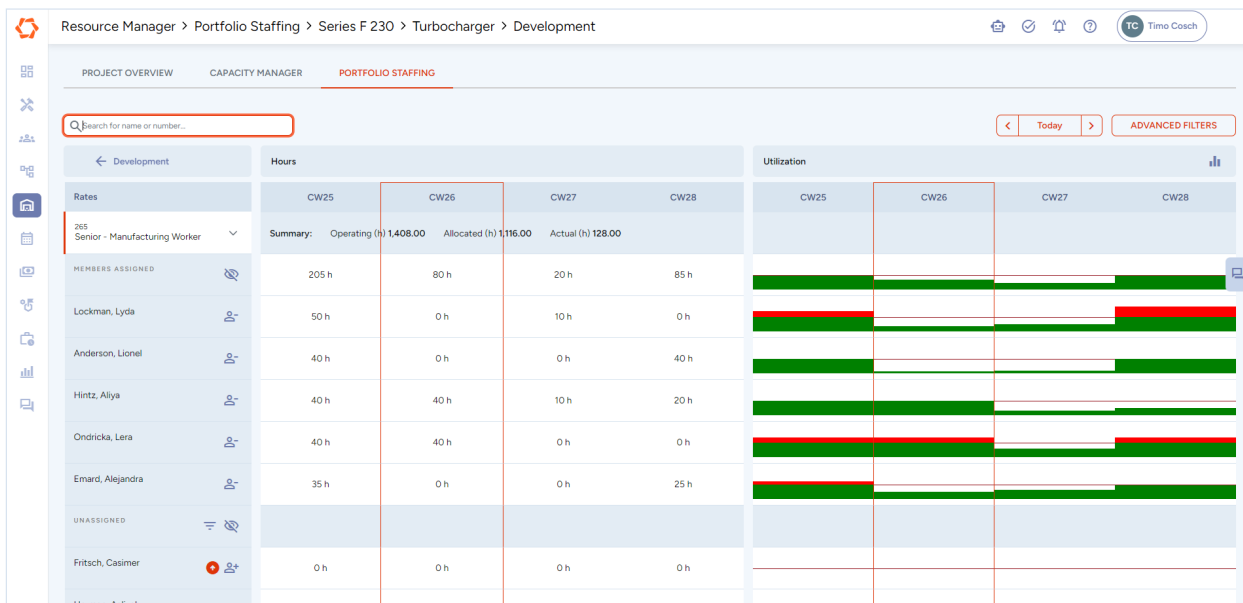 Resource Manager > Portfolio Staffing > Series F 230 > Turbocharger > Development
TC Timo Cosch
PROJECT OVERVIEW CAPACITY MANAGER PORTFOLIO STAFFING
Search for name or number...
< Today > ADVANCED FILTERS
← Development Hours Utilization
Rates CW25 CW26 CW27 CW28 CW25 CW26 CW27 CW28
265
Senior - Manufacturing Worker Summary: Operating (h) 1,408.00 Allocated (h) 1,116.00 Actual (h) 128.00
MEMBERS ASSIGNED 205 h 80 h 20 h 85 h
Lockman, Lyda 50 h 0 h 10 h 0 h
Anderson, Lionel 40 h 0 h 0 h 40 h
Hintz, Aliya 40 h 40 h 10 h 20 h
Ondricka, Lera 40 h 40 h 0 h 0 h
Emard, Alejandra 35 h 0 h 0 h 25 h
UNASSIGNED
Fritsch, Casimer 0 h 0 h 0 h 0 h